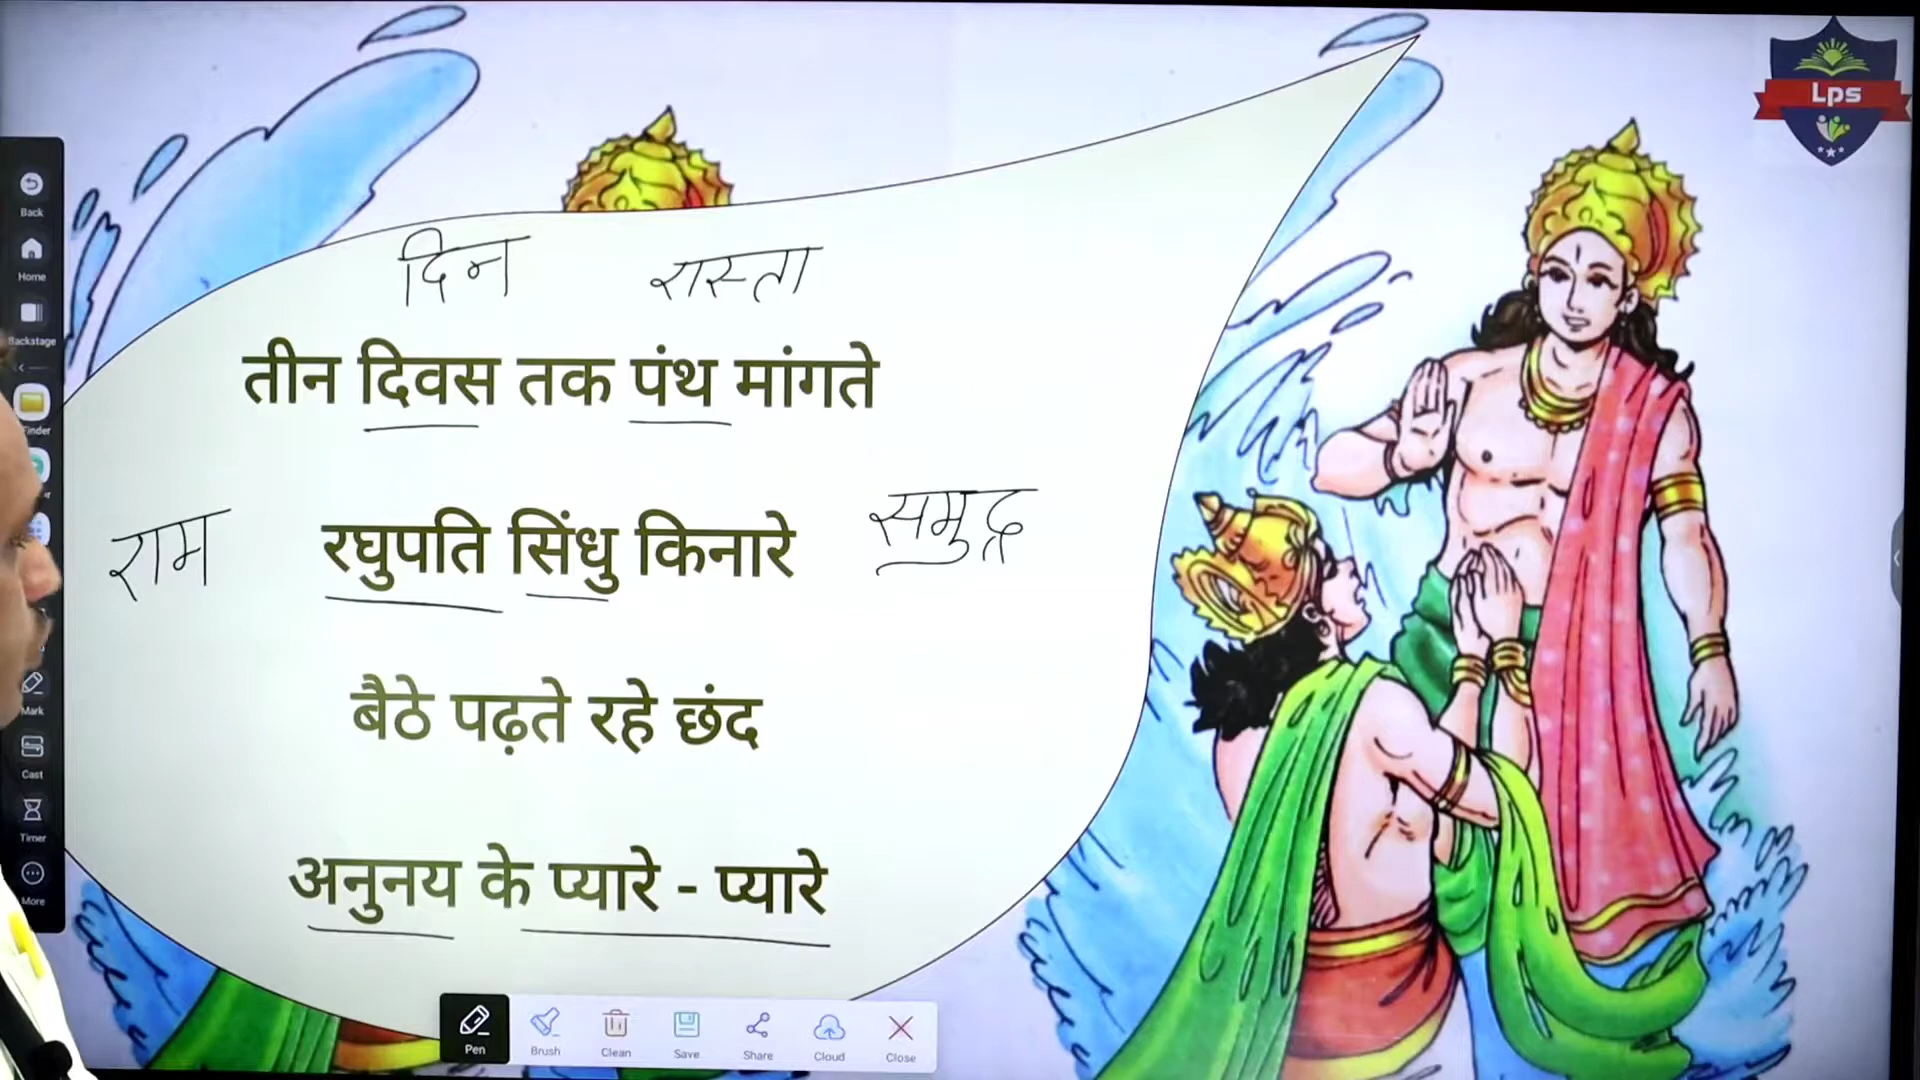 Lps
दिन रास्ता
तीन दिवस तक पंथ मांगते
राम रघुपति सिंधु किनारे समुद्र
बैठे पढ़ते रहे छंद
अनुनय के प्यारे - प्यारे
Back
Home
Backstage
Finder
Mark
Cast
Timer
More
Pen Brush Clean Save Share Cloud Close